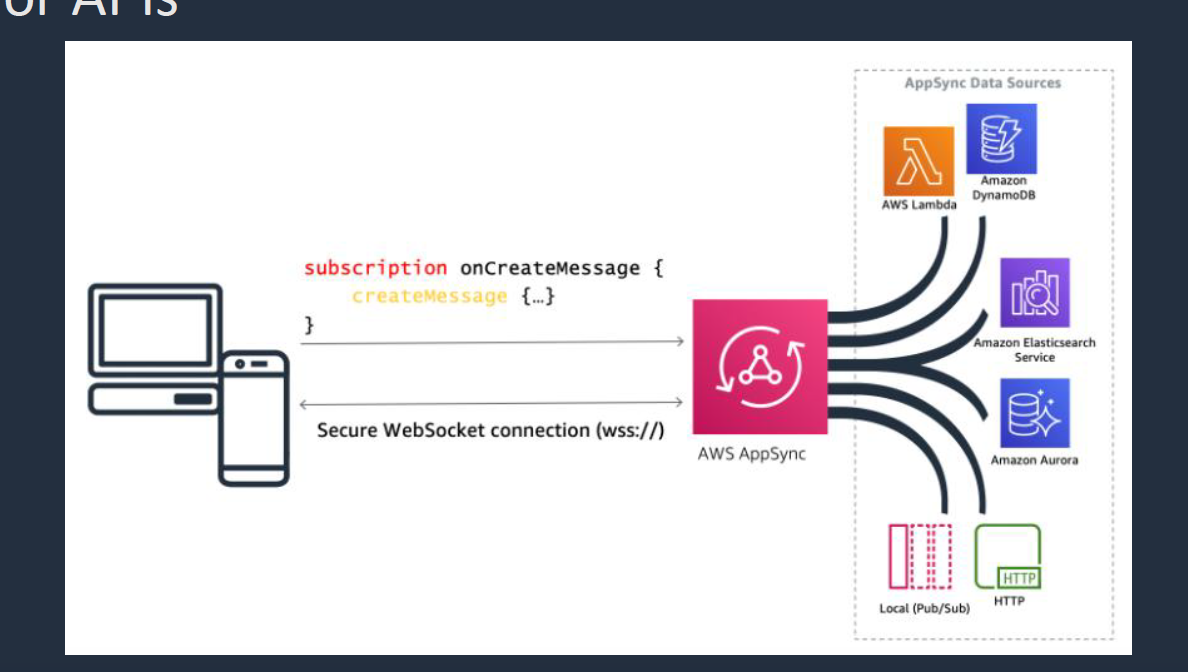 or APIs
AppSync Data Sources
AWS Lambda
Amazon
DynamoDB
subscription onCreateMessage {
createMessage {…}
}
Secure WebSocket connection (wss://)
AWS AppSync
Amazon Elasticsearch
Service
Amazon Aurora
Local (Pub/Sub)
HTTP
HTTP